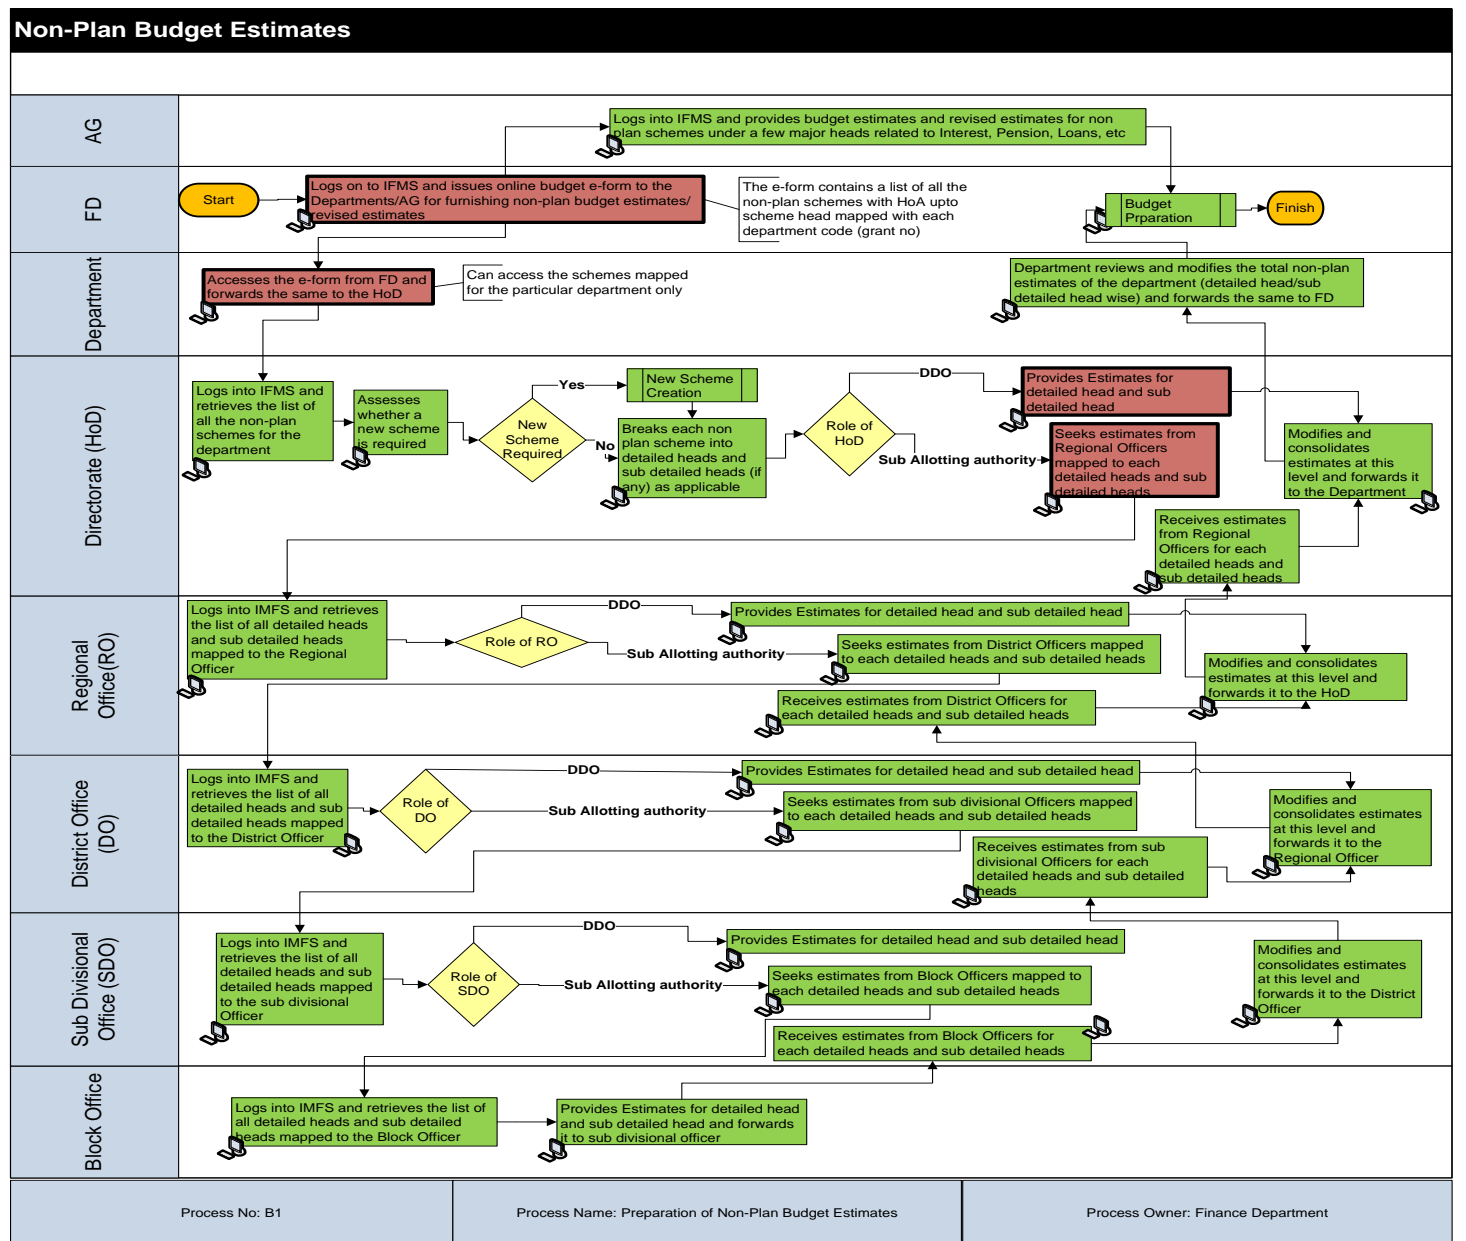 Non-Plan Budget Estimates
AG
Logs into IFMS and provides budget estimates and revised estimates for non
plan schemes under a few major heads related to Interest, Pension, Loans, etc
FD
Start
Logs on to IFMS and issues online budget e-form to the
Departments/AG for furnishing non-plan budget estimates/
revised estimates
The e-form contains a list of all the
non-plan schemes with HoA upto
scheme head mapped with each
department code (grant no)
Budget
Prparation
Finish
Department
Accesses the e-form from FD and
forwards the same to the HoD
Can access the schemes mapped
for the particular department only
Department reviews and modifies the total non-plan
estimates of the department (detailed head/sub
detailed head wise) and forwards the same to FD
Directorate (HoD)
Logs into IFMS and
retrieves the list of
all the non-plan
schemes for the
department
Assesses
whether a
new scheme
is required
New
Scheme
Required
Yes
No
New Scheme
Creation
Breaks each non
plan scheme into
detailed heads and
sub detailed heads (if
any) as applicable
Role of
HoD
DDO
Sub Allotting authority
Provides Estimates for
detailed head and sub
detailed head
Seeks estimates from
Regional Officers
mapped to each
detailed heads and sub
detailed heads
Modifies and
consolidates
estimates at this
level and forwards it
to the Department
Receives estimates
from Regional
Officers for each
detailed heads and
sub detailed heads
Regional
Office(RO)
Logs into IMFS and retrieves
the list of all detailed heads
and sub detailed heads
mapped to the Regional
Officer
Role of RO
DDO
Sub Allotting authority
Provides Estimates for detailed head and sub detailed head
Seeks estimates from District Officers mapped
to each detailed heads and sub detailed heads
Receives estimates from District Officers for
each detailed heads and sub detailed heads
Modifies and consolidates
estimates at this level and
forwards it to the HoD
District Office
(DO)
Logs into IMFS and
retrieves the list of all
detailed heads and sub
detailed heads mapped
to the District Officer
Role of
DO
DDO
Sub Allotting authority
Provides Estimates for detailed head and sub detailed head
Seeks estimates from sub divisional Officers mapped
to each detailed heads and sub detailed heads
Receives estimates from sub
divisional Officers for each
detailed heads and sub detailed
heads
Modifies and
consolidates estimates
at this level and
forwards it to the
Regional Officer
Sub Divisional
Office (SDO)
Logs into IMFS and
retrieves the list of all
detailed heads and sub
detailed heads mapped
to the sub divisional
Officer
Role of
SDO
DDO
Sub Allotting authority
Provides Estimates for detailed head and sub detailed head
Seeks estimates from Block Officers mapped to
each detailed heads and sub detailed heads
Receives estimates from Block Officers for
each detailed heads and sub detailed heads
Modifies and
consolidates estimates
at this level and
forwards it to the District
Officer
Block Office
Logs into IMFS and retrieves the list of
all detailed heads and sub detailed
heads mapped to the Block Officer
Provides Estimates for detailed head
and sub detailed head and forwards
it to sub divisional officer
Process No: B1
Process Name: Preparation of Non-Plan Budget Estimates
Process Owner: Finance Department